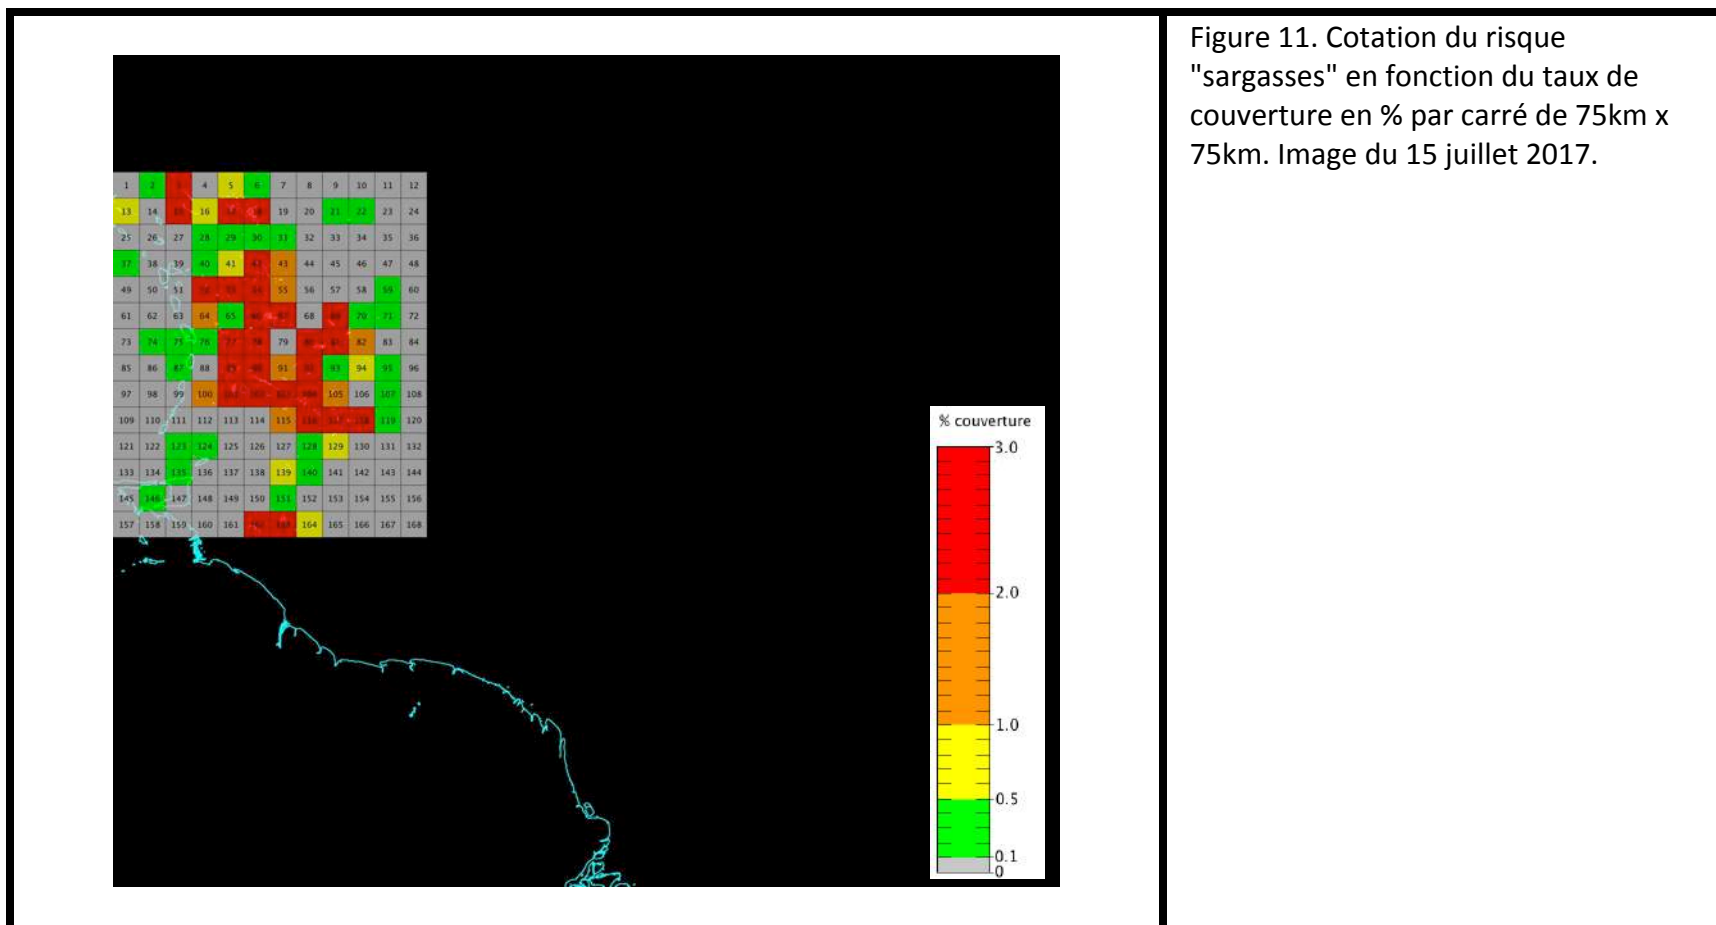 1 2 4 5 6 7 8 9 10 11 12
13 14 16 19 20 21 22 23 24
25 26 27 28 29 30 31 32 33 34 35 36
37 38 39 40 41 42 43 44 45 46 47 48
49 50 51 55 56 57 58 59 60
61 62 63 64 65 68 70 71 72
73 74 75 76 77 78 79 82 83 84
85 86 87 88 91 93 94 95 96
97 98 99 100 104 105 106 107 108
109 110 111 112 113 114 115 116 118 119 120
121 122 123 124 125 126 127 128 129 130 131 132
133 134 135 136 137 138 139 140 141 142 143 144
145 146 147 148 149 150 151 152 153 154 155 156
157 158 159 160 161 163 164 165 166 167 168
% couverture
3.0
2.0
1.0
0.5
0.1
0
Figure 11. Cotation du risque
"sargasses" en fonction du taux de
couverture en % par carré de 75km x
75km. Image du 15 juillet 2017.